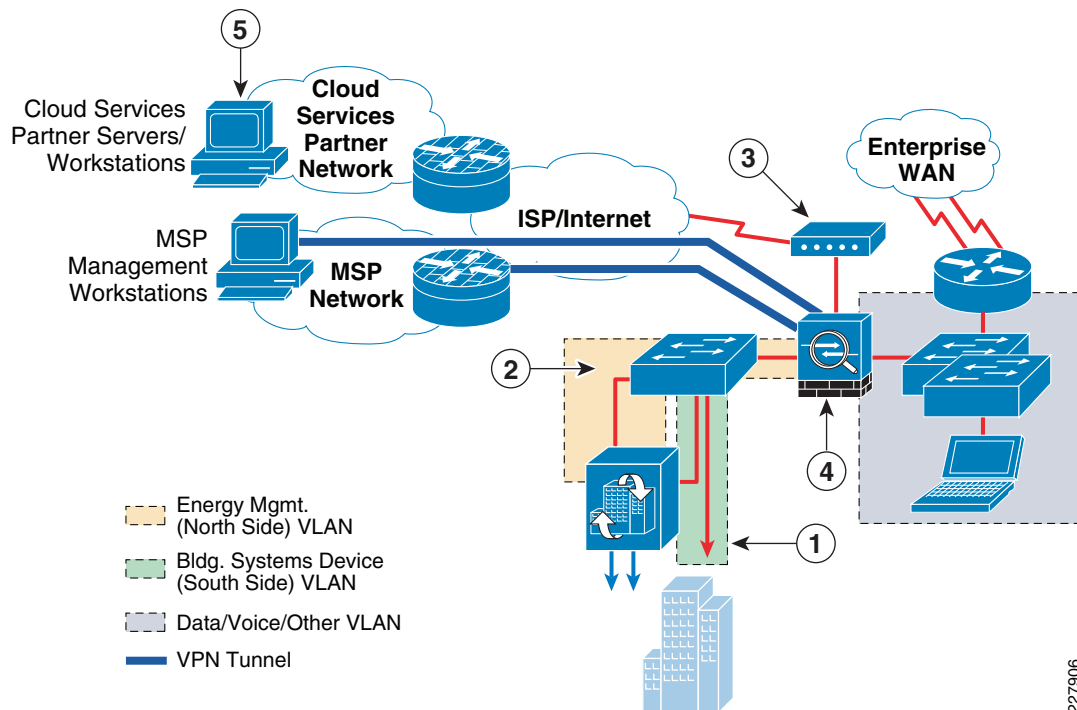 5
Cloud Services
Partner Servers/
Workstations
Cloud
Services
Partner
Network
3
Enterprise
WAN
ISP/Internet
MSP
Management
Workstations
MSP
Network
2
4
1
Energy Mgmt.
(North Side) VLAN
Bldg. Systems Device
(South Side) VLAN
Data/Voice/Other VLAN
VPN Tunnel
227906